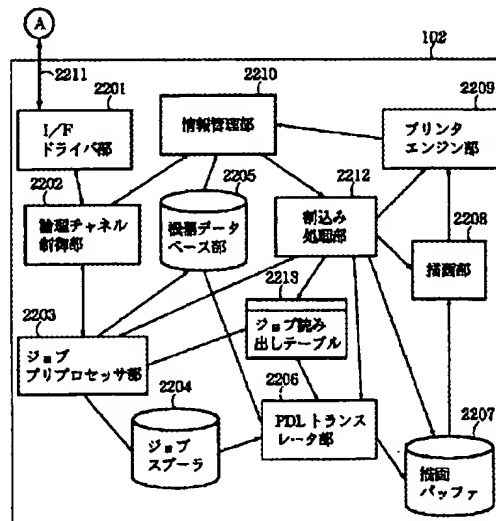 A
102
2211
2201
I/F
ドライバ部
2210
情報管理部
2209
プリンタ
エンジン部
2202
論理チャネル
制御部
2205
機器データ
ベース部
2212
割込み
処理部
2208
描画部
2203
ジョブ
プリプロセッサ部
2213
ジョブ読み
出しテーブル
2204
ジョブ
スプーラ
2206
PDLトランス
レータ部
2207
描画
バッファ